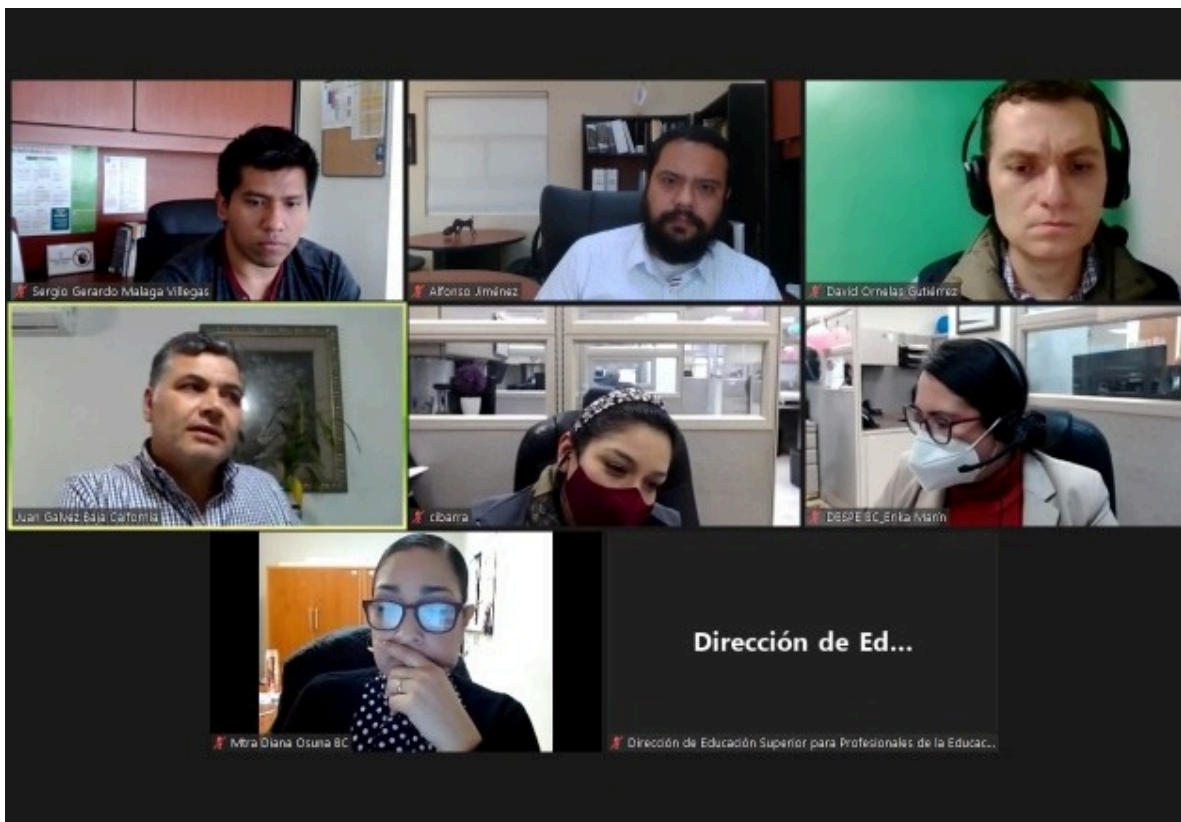 Sergio Gerardo Malaga Villegas
Alfonso Jiménez
David Ornelas Gutiérrez
Juan Galvez Baja California
cibarra
DESPE BC_Erika Marín
Mtra Diana Osuna BC
Dirección de Ed...
Dirección de Educación Superior para Profesionales de la Educac...